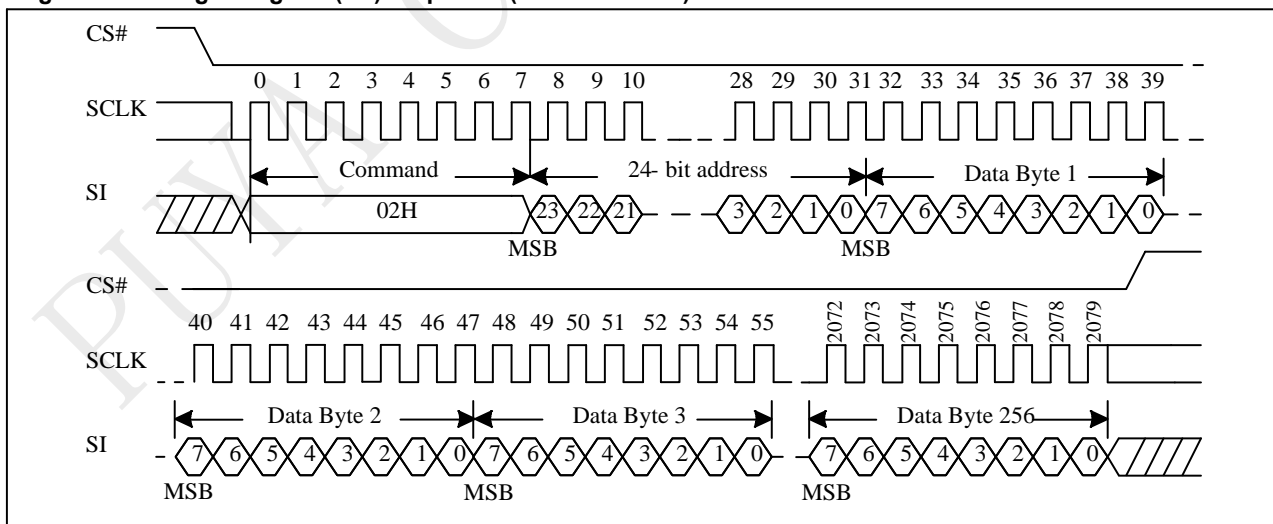 CS#
0 1 2 3 4 5 6 7 8 9 10 28 29 30 31 32 33 34 35 36 37 38 39
SCLK
Command 24- bit address Data Byte 1
SI
02H 23 22 21 3 2 1 0 7 6 5 4 3 2 1 0
MSB MSB
CS#
40 41 42 43 44 45 46 47 48 49 50 51 52 53 54 55 2072 2073 2074 2075 2076 2077 2078 2079
SCLK
Data Byte 2 Data Byte 3 Data Byte 256
SI
7 6 5 4 3 2 1 0 7 6 5 4 3 2 1 0 7 6 5 4 3 2 1 0
MSB MSB MSB
PUYA